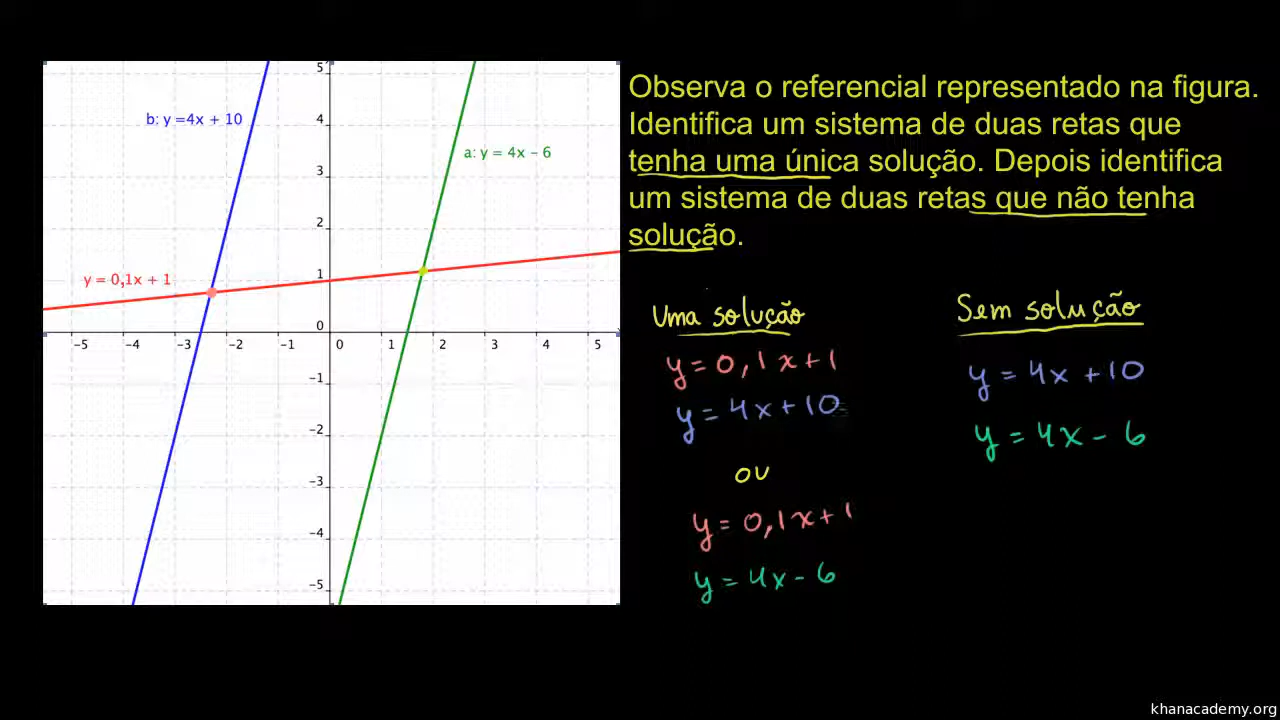 b: y =4x + 10
a: y = 4x – 6
y = 0,1x + 1
5
4
3
2
1
0
–1
–2
–3
–4
–5
–5 –4 –3 –2 –1 0 1 2 3 4 5
Observa o referencial representado na figura.
Identifica um sistema de duas retas que
tenha uma única solução. Depois identifica
um sistema de duas retas que não tenha
solução.
Uma solução
y = 0,1x+1
y = 4x+10
ou
y = 0,1x+1
y = 4x-6
Sem solução
y = 4x +10
y = 4x - 6
khanacademy.org